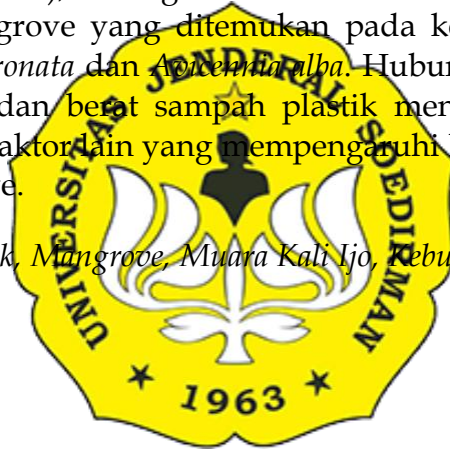 grove yang ditemukan pada ke
ronata dan Avicennia alba. Hubun
dan berat sampah plastik men
aktor lain yang mempengaruhi
e.
k, Mangrove, Muara Kali Ijo, Kebu
UNIVERSITAS JENDERAL SOEDIRMAN
1963